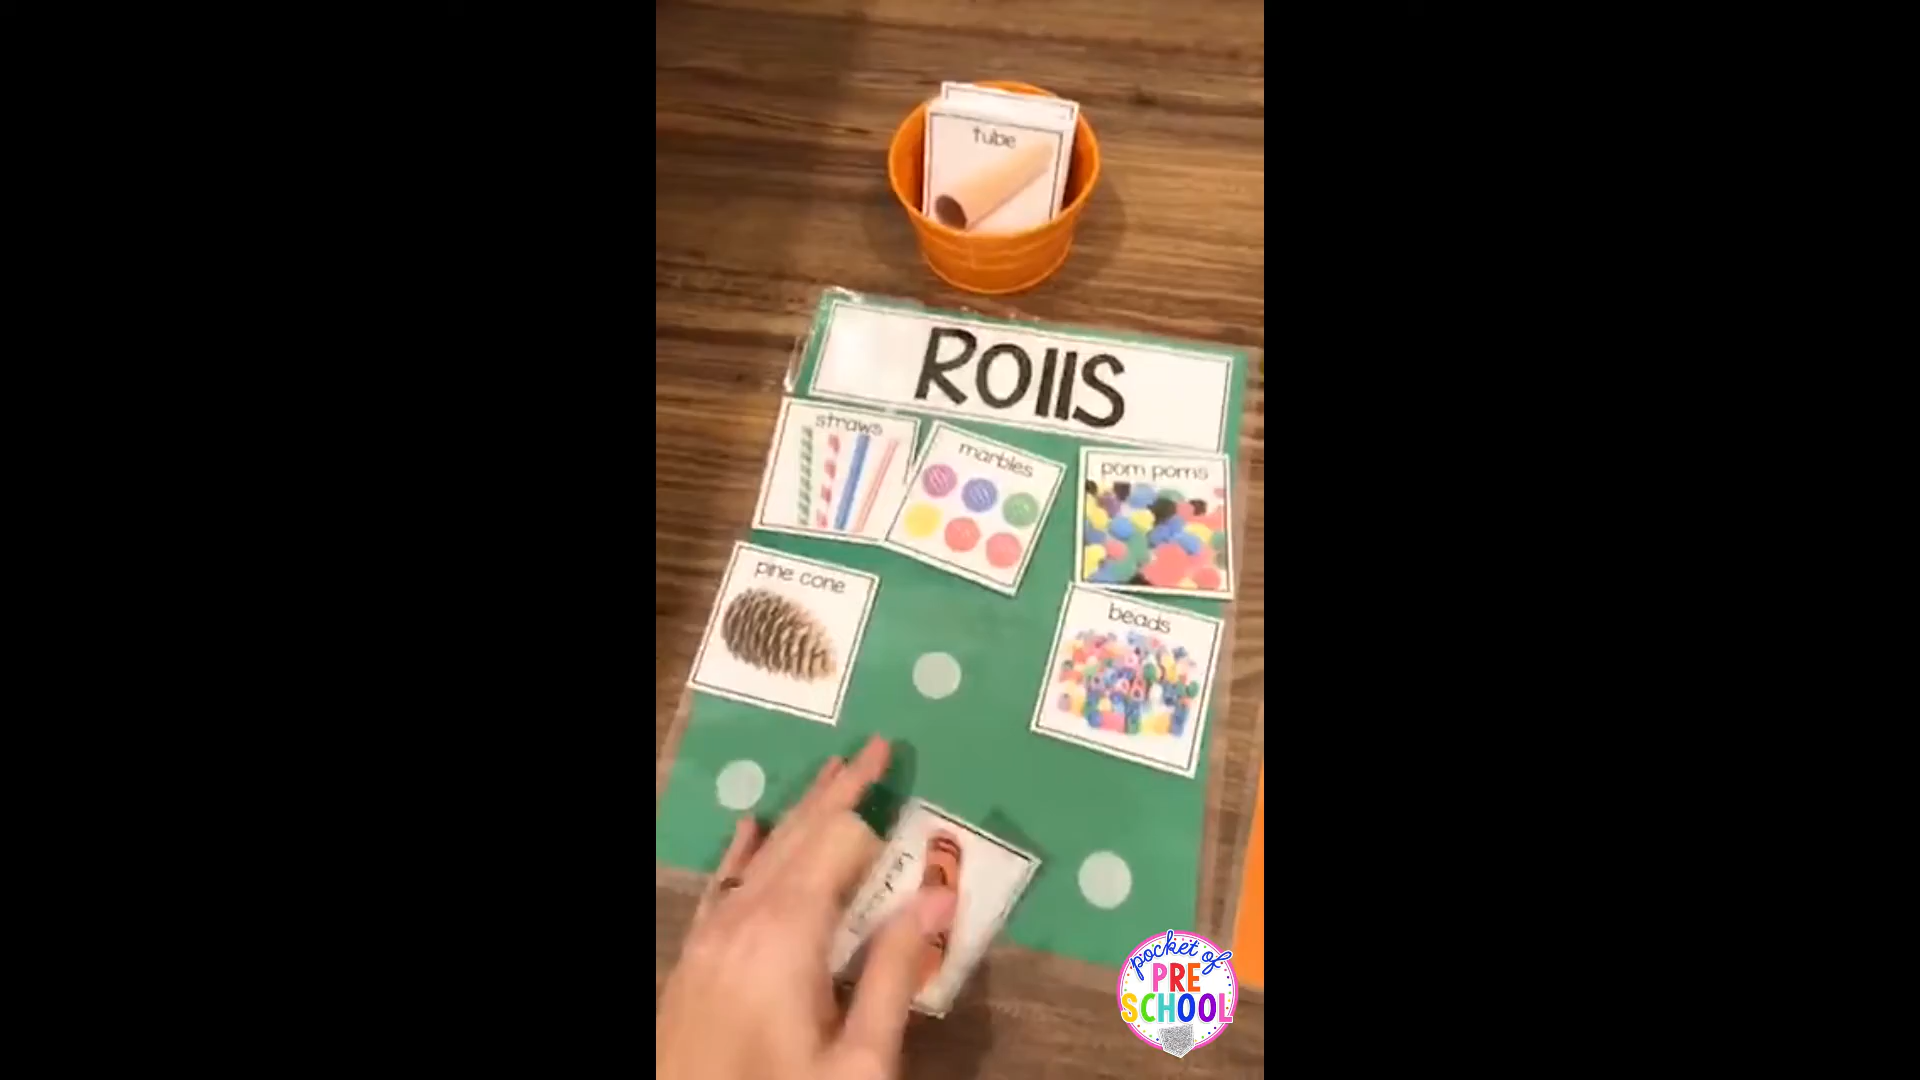 tube
Rolls
straws
marbles
pom poms
pine cone
beads
pocket of
PRE
SCHOOL